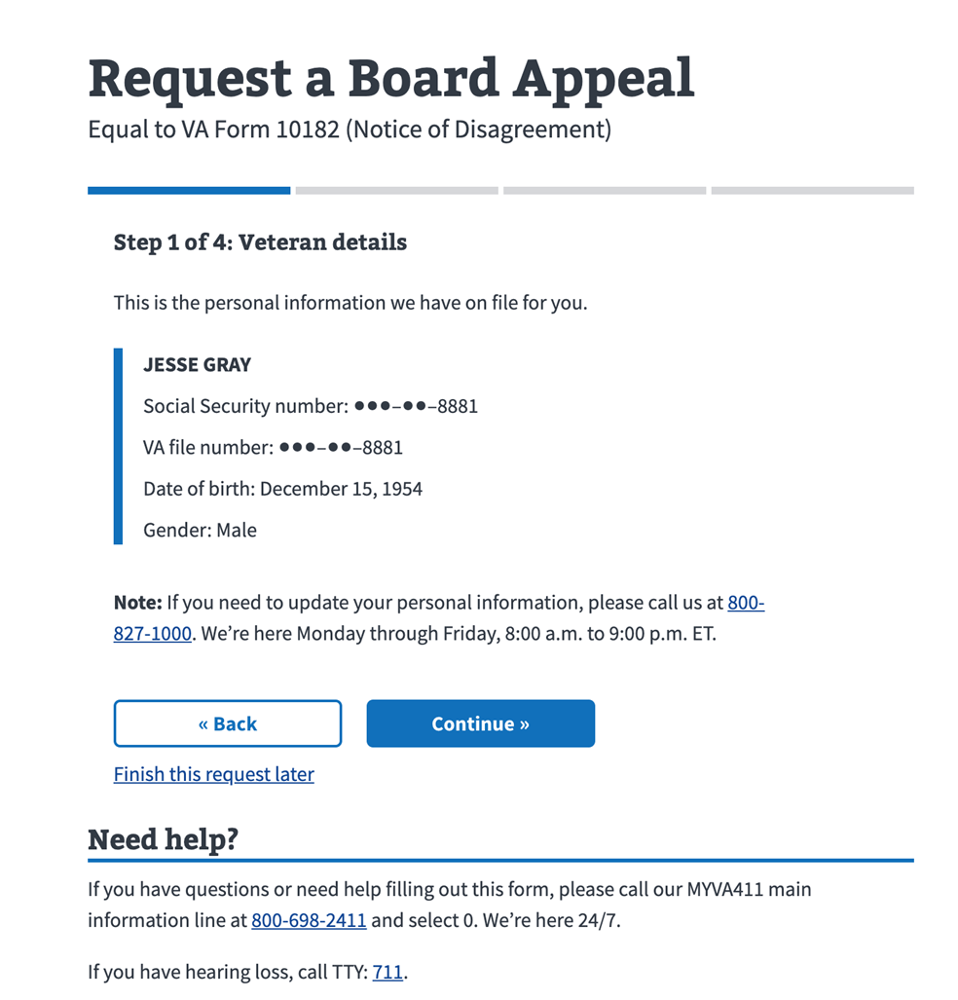 Request a Board Appeal
Equal to VA Form 10182 (Notice of Disagreement)
Step 1 of 4: Veteran details
This is the personal information we have on file for you.
JESSE GRAY
Social Security number: ●●●–●●–8881
VA file number: ●●●–●●–8881
Date of birth: December 15, 1954
Gender: Male
Note: If you need to update your personal information, please call us at 800-
827-1000. We’re here Monday through Friday, 8:00 a.m. to 9:00 p.m. ET.
« Back
Continue »
Finish this request later
Need help?
If you have questions or need help filling out this form, please call our MYVA411 main
information line at 800-698-2411 and select 0. We’re here 24/7.
If you have hearing loss, call TTY: 711.